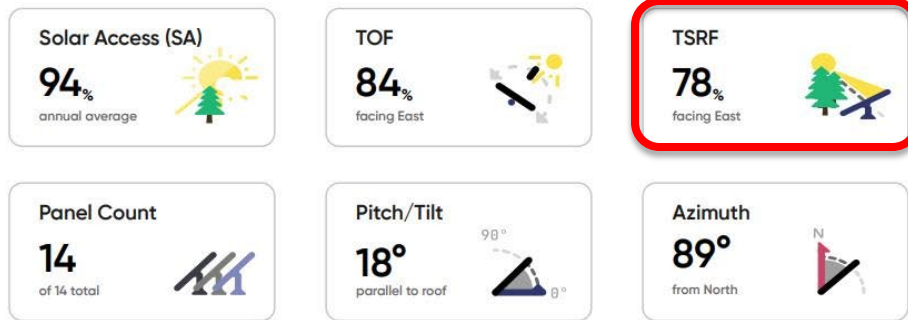 Solar Access (SA)
94%
annual average
TOF
84%
facing East
TSRF
78%
facing East
Panel Count
14
of 14 total
Pitch/Tilt
18°
parallel to roof
90°
0°
Azimuth
89°
from North
N